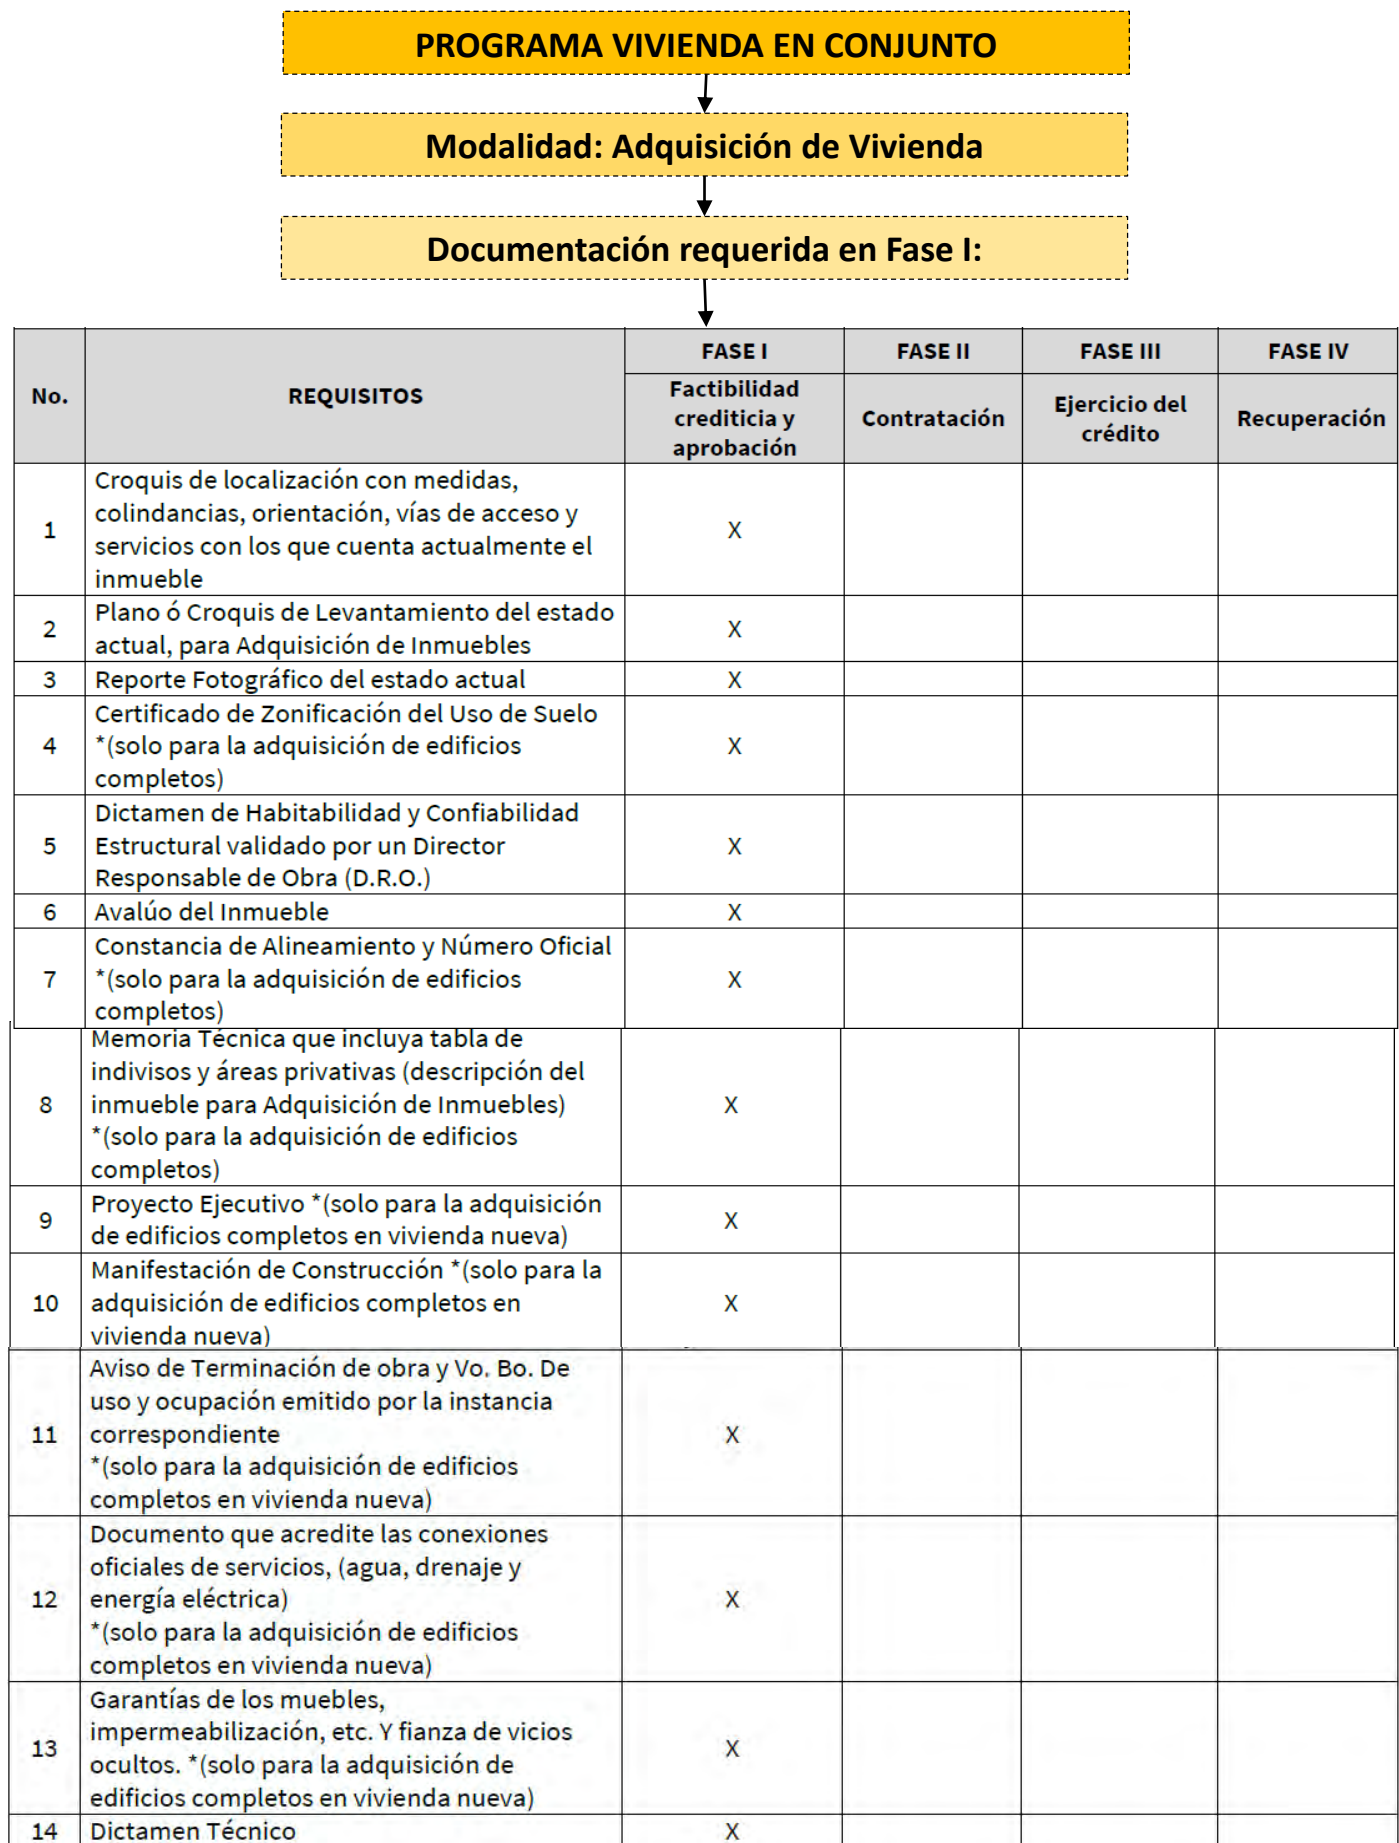 PROGRAMA VIVIENDA EN CONJUNTO
Modalidad: Adquisición de Vivienda
Documentación requerida en Fase I:
No.
REQUISITOS
FASE I
FASE II
FASE III
FASE IV
Factibilidad
crediticia y
aprobación
Contratación
Ejercicio del
crédito
Recuperación
1
Croquis de localización con medidas,
colindancias, orientación, vías de acceso y
servicios con los que cuenta actualmente el
inmueble
X
2
Plano ó Croquis de Levantamiento del estado
actual, para Adquisición de Inmuebles
X
3
Reporte Fotográfico del estado actual
X
4
Certificado de Zonificación del Uso de Suelo
*(solo para la adquisición de edificios
completos)
X
5
Dictamen de Habitabilidad y Confiabilidad
Estructural validado por un Director
Responsable de Obra (D.R.O.)
X
6
Avalúo del Inmueble
X
7
Constancia de Alineamiento y Número Oficial
*(solo para la adquisición de edificios
completos)
X
8
Memoria Técnica que incluya tabla de
indivisos y áreas privativas (descripción del
inmueble para Adquisición de Inmuebles)
*(solo para la adquisición de edificios
completos)
X
9
Proyecto Ejecutivo *(solo para la adquisición
de edificios completos en vivienda nueva)
X
10
Manifestación de Construcción *(solo para la
adquisición de edificios completos en
vivienda nueva)
X
11
Aviso de Terminación de obra y Vo. Bo. De
uso y ocupación emitido por la instancia
correspondiente
*(solo para la adquisición de edificios
completos en vivienda nueva)
X
12
Documento que acredite las conexiones
oficiales de servicios, (agua, drenaje y
energía eléctrica)
*(solo para la adquisición de edificios
completos en vivienda nueva)
X
13
Garantías de los muebles,
impermeabilización, etc. Y fianza de vicios
ocultos. *(solo para la adquisición de
edificios completos en vivienda nueva)
X
14
Dictamen Técnico
X